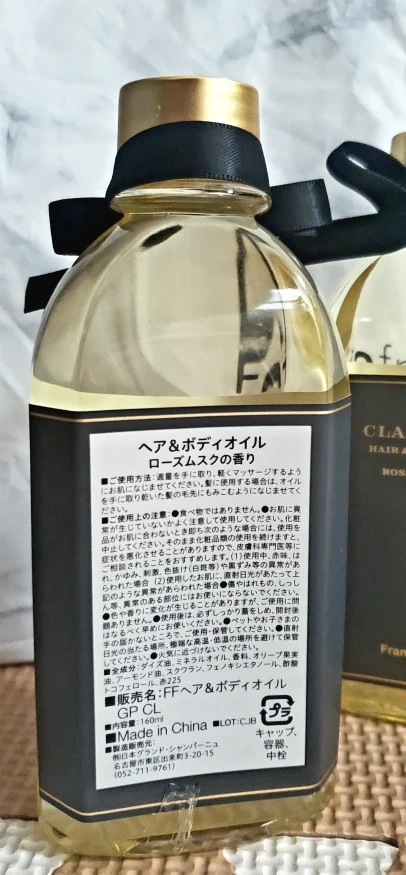 ヘア&ボディオイル
ローズムスクの香り
■ご使用方法:適量を手に取り、軽くマッサージするよう
にお肌になじませてください。髪に使用する場合は、オイル
を手に取り乾いた髪の毛先にもみこむようになじませてく
ださい。
■ご使用上の注意:●食べ物ではありません。●お肌に異
常が生じていないかよく注意して使用してください。化粧
品がお肌に合わないとき即ち次のような場合には、使用を
中止してください。そのまま化粧品類の使用を続けますと、
症状を悪化させることがありますので、皮膚科専門医等に
ご相談されることをおすすめします。(1)使用中、赤味、は
れ、かゆみ、刺激、色抜け(白斑等)や黒ずみ等の異常があ
らわれた場合 (2)使用したお肌に、直射日光があたって上
記のような異常があらわれた場合●傷やはれもの、しっし
ん等、異常のある部位にはお使いにならないでください。
●色や香りに変化が生じることがありますが、ご使用に問
題ありません。●使用後は、必ずしっかり蓋をしめ、開封後
はなるべく早めにお使いください。●ペットやお子さまの
手の届かないところで、ご使用・保管してください。●直射
日光の当たる場所、極端な高温・低温の場所を避けて保管
してください。●火気に近づけないでください。
■全成分:ダイズ油、ミネラルオイル、香料、オリーブ果実
油、アーモンド油、スクワラン、フェノキシエタノール、酢酸
トコフェロール、赤225
■販売名:FFヘア&ボディオイル
GP CL
■内容量:160ml
■Made in China ■LOT:CJB
■製造販売元:
㈱日本グランド・シャンパーニュ
名古屋市東区出来町3-20-15
(052-711-9761)
プラ
キャップ、
容器、
中栓
CLA
HAIR &
ROS
Fran